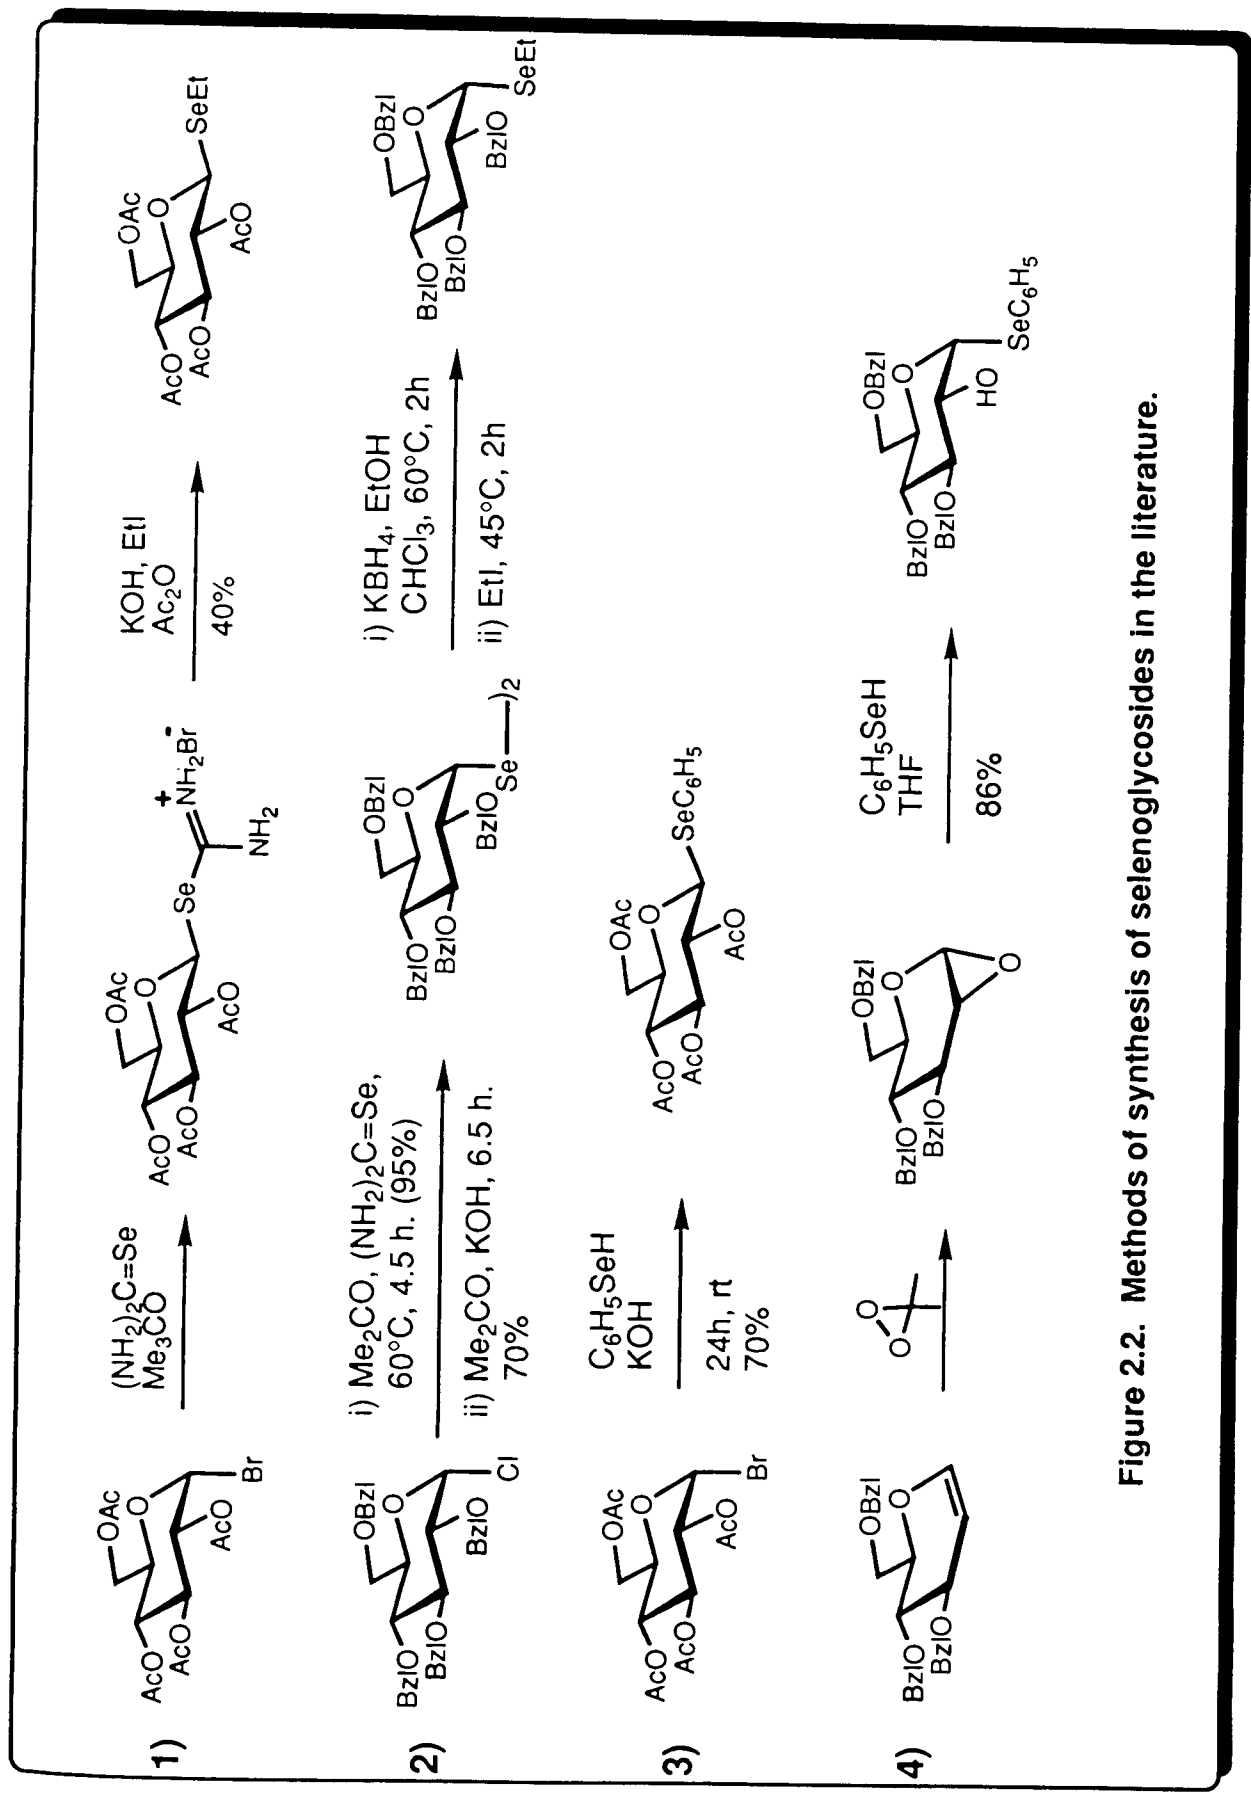 1)
OAc
O
AcO
AcO
AcO
Br
(NH2)2C=Se
Me3CO
OAc
O
AcO
AcO
AcO
Se
+
NH2Br-
NH2
KOH, EtI
Ac2O
40%
OAc
O
AcO
AcO
AcO
SeEt
2)
OBzl
O
BzlO
BzlO
BzlO
Cl
i) Me2CO, (NH2)2C=Se,
60°C, 4.5 h. (95%)
ii) Me2CO, KOH, 6.5 h.
70%
OBzl
O
BzlO
BzlO
BzlO
Se—)2
i) KBH4, EtOH
CHCl3, 60°C, 2h
ii) EtI, 45°C, 2h
OBzl
O
BzlO
BzlO
BzlO
SeEt
3)
OAc
O
AcO
AcO
AcO
Br
C6H5SeH
KOH
24h, rt
70%
OAc
O
AcO
AcO
AcO
SeC6H5
4)
OBzl
O
BzlO
BzlO
O
O
OBzl
O
BzlO
BzlO
O
C6H5SeH
THF
86%
OBzl
O
BzlO
BzlO
HO
SeC6H5
Figure 2.2. Methods of synthesis of selenoglycosides in the literature.